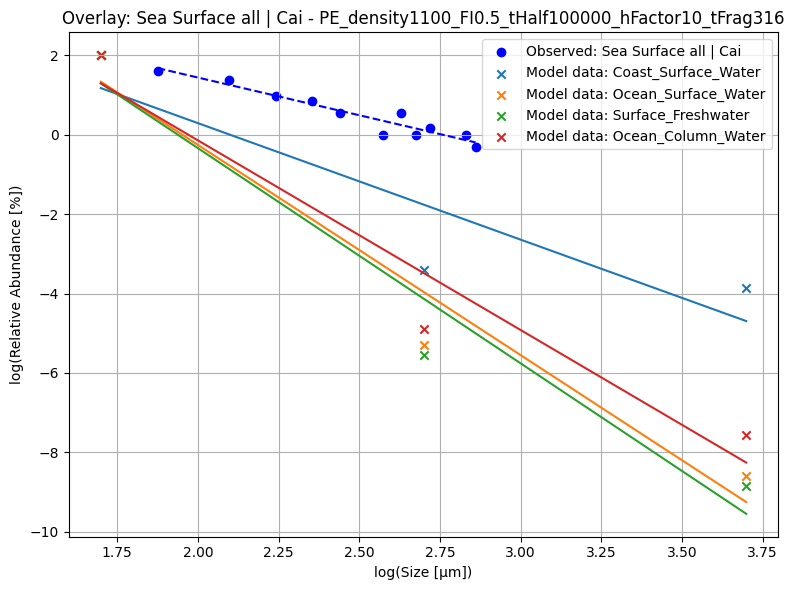 Overlay: Sea Surface all | Cai - PE_density1100_FI0.5_tHalf100000_hFactor10_tFrag316
Observed: Sea Surface all | Cai
Model data: Coast_Surface_Water
Model data: Ocean_Surface_Water
Model data: Surface_Freshwater
Model data: Ocean_Column_Water
log(Relative Abundance [%])
2
0
−2
−4
−6
−8
−10
1.75
2.00
2.25
2.50
2.75
3.00
3.25
3.50
3.75
log(Size [μm])